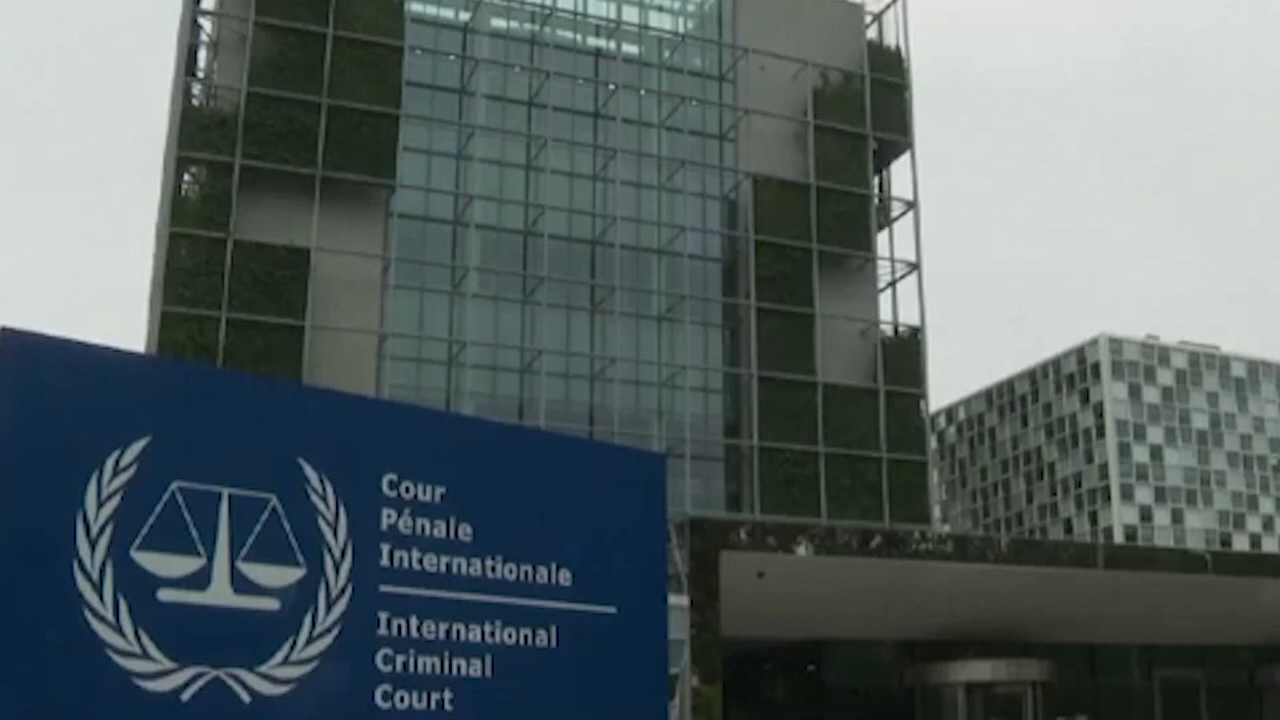 Cour
Pénale
Internationale
International
Criminal
Court